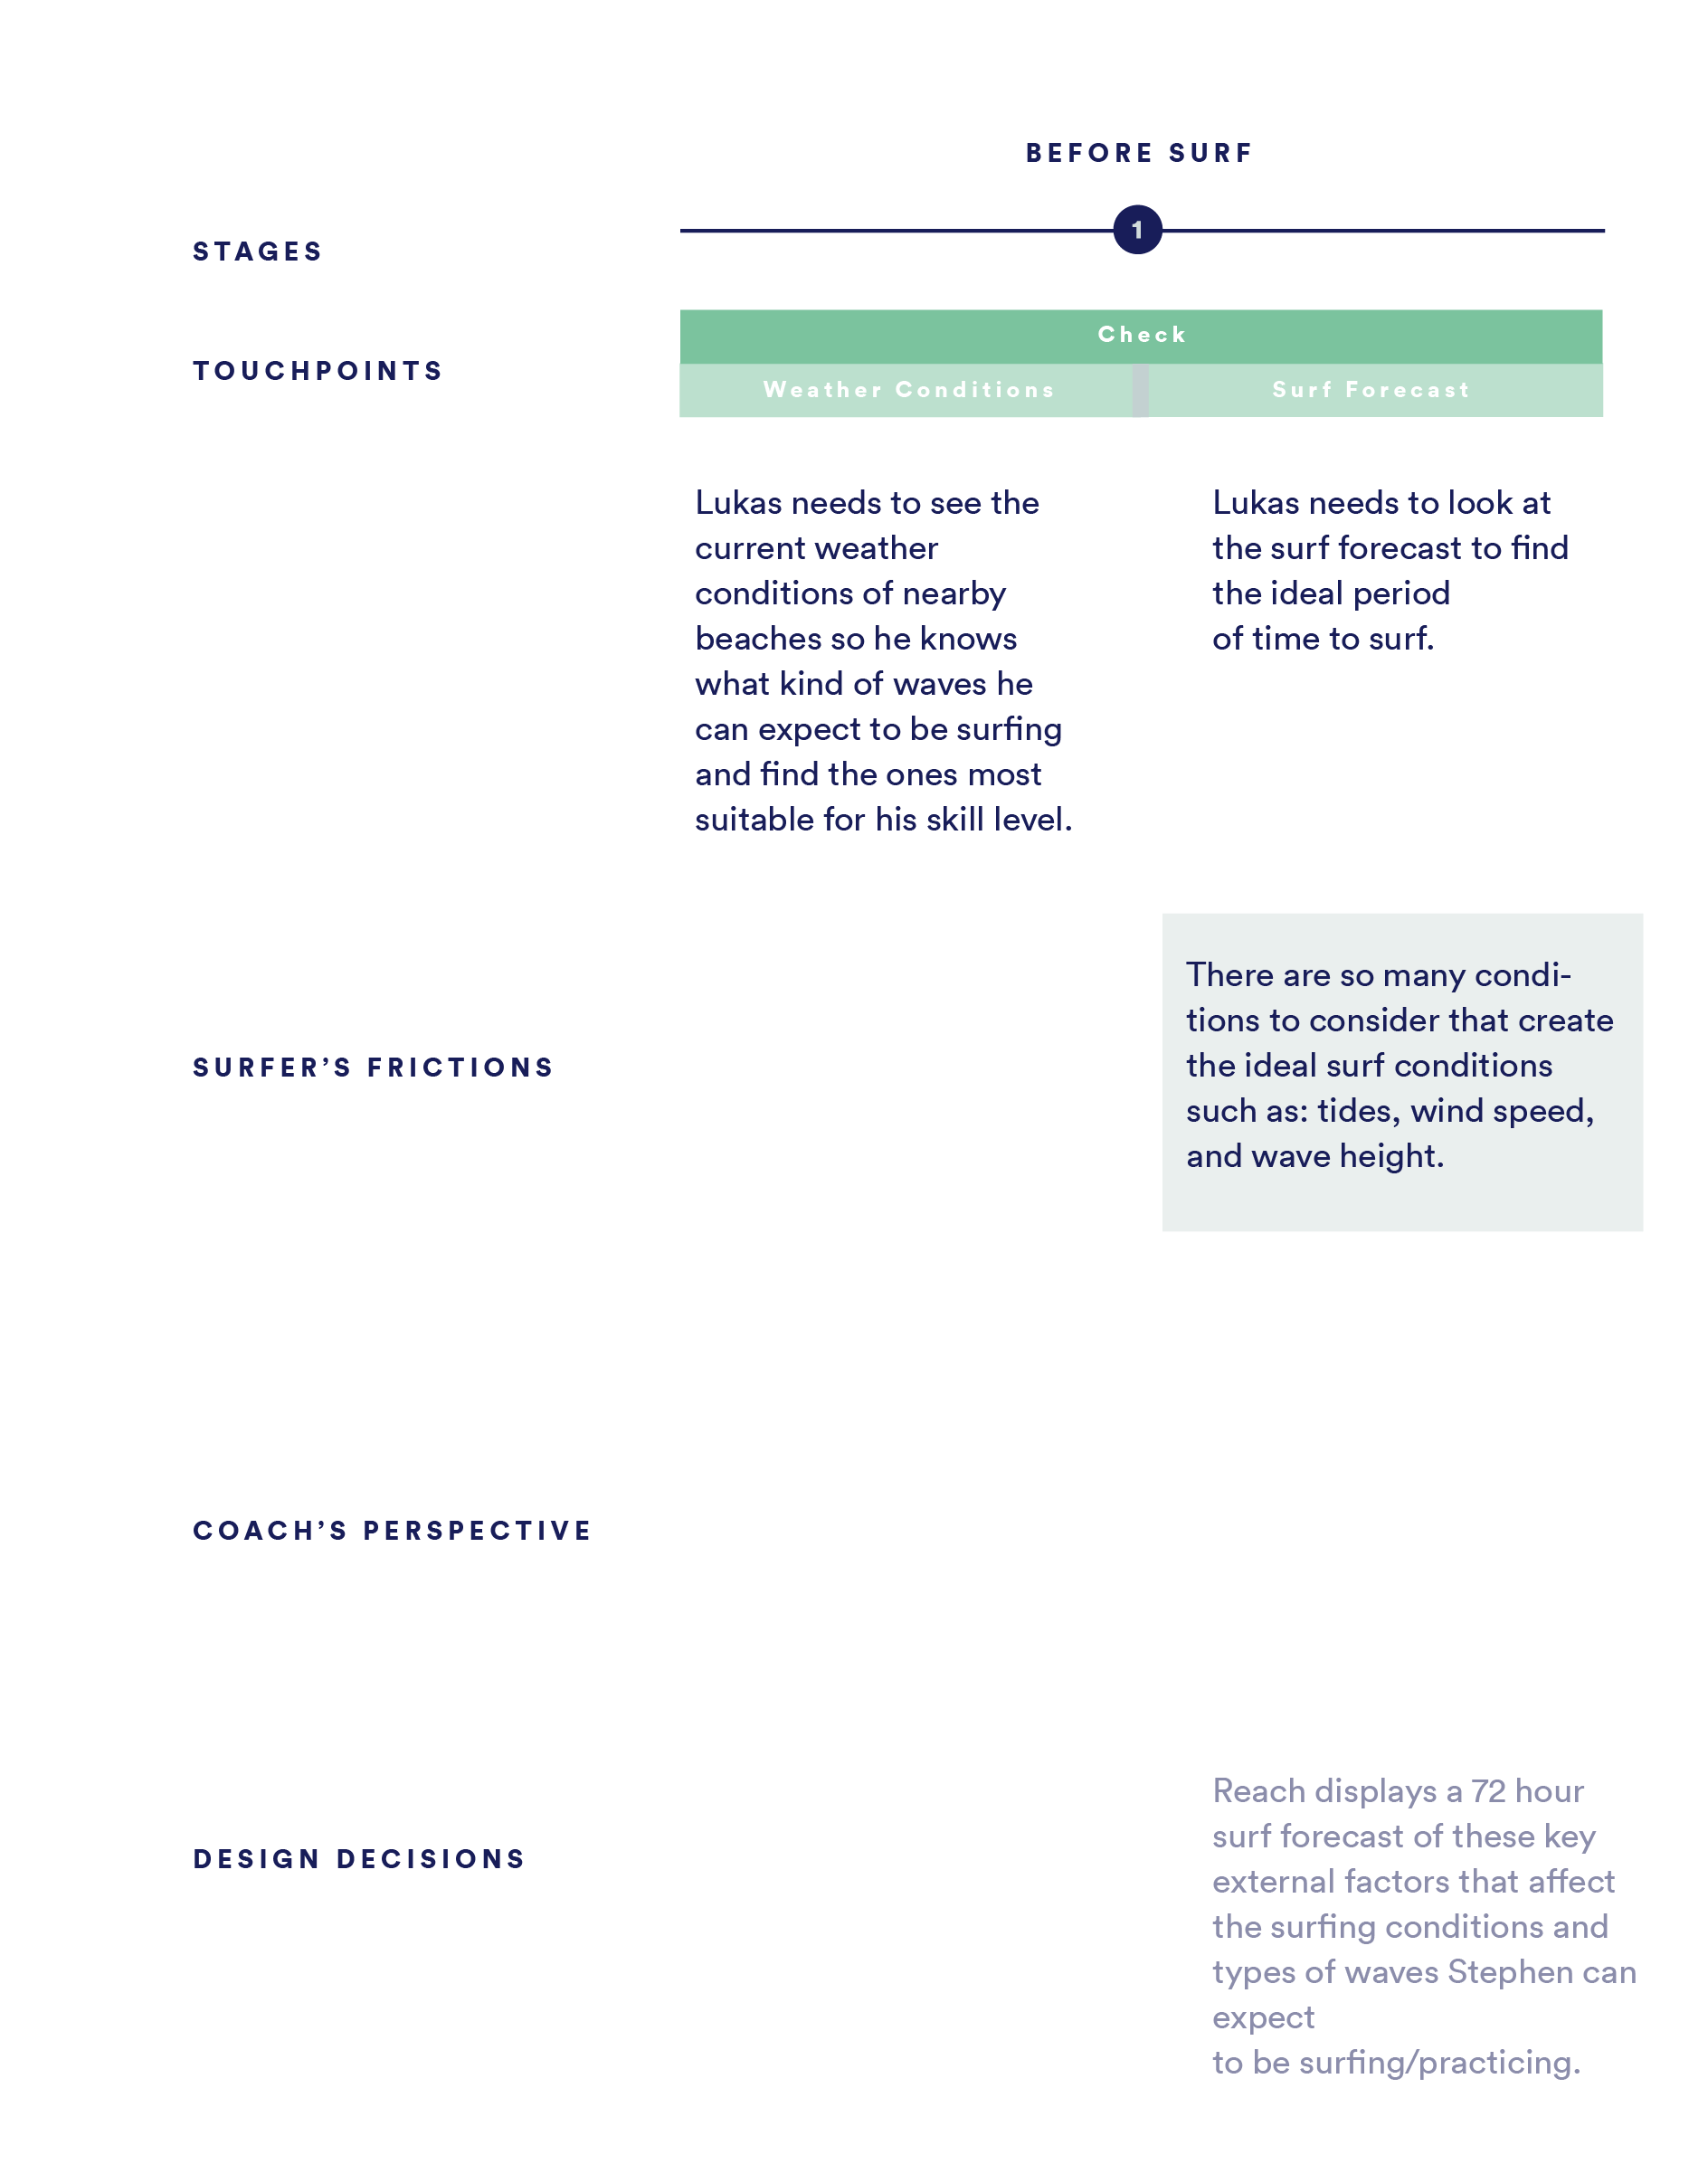 BEFORE SURF
STAGES
1
TOUCHPOINTS
Check
Weather Conditions
Surf Forecast
Lukas needs to see the
current weather
conditions of nearby
beaches so he knows
what kind of waves he
can expect to be surfing
and find the ones most
suitable for his skill level.
Lukas needs to look at
the surf forecast to find
the ideal period
of time to surf.
SURFER’S FRICTIONS
There are so many condi-
tions to consider that create
the ideal surf conditions
such as: tides, wind speed,
and wave height.
COACH’S PERSPECTIVE
DESIGN DECISIONS
Reach displays a 72 hour
surf forecast of these key
external factors that affect
the surfing conditions and
types of waves Stephen can
expect
to be surfing/practicing.